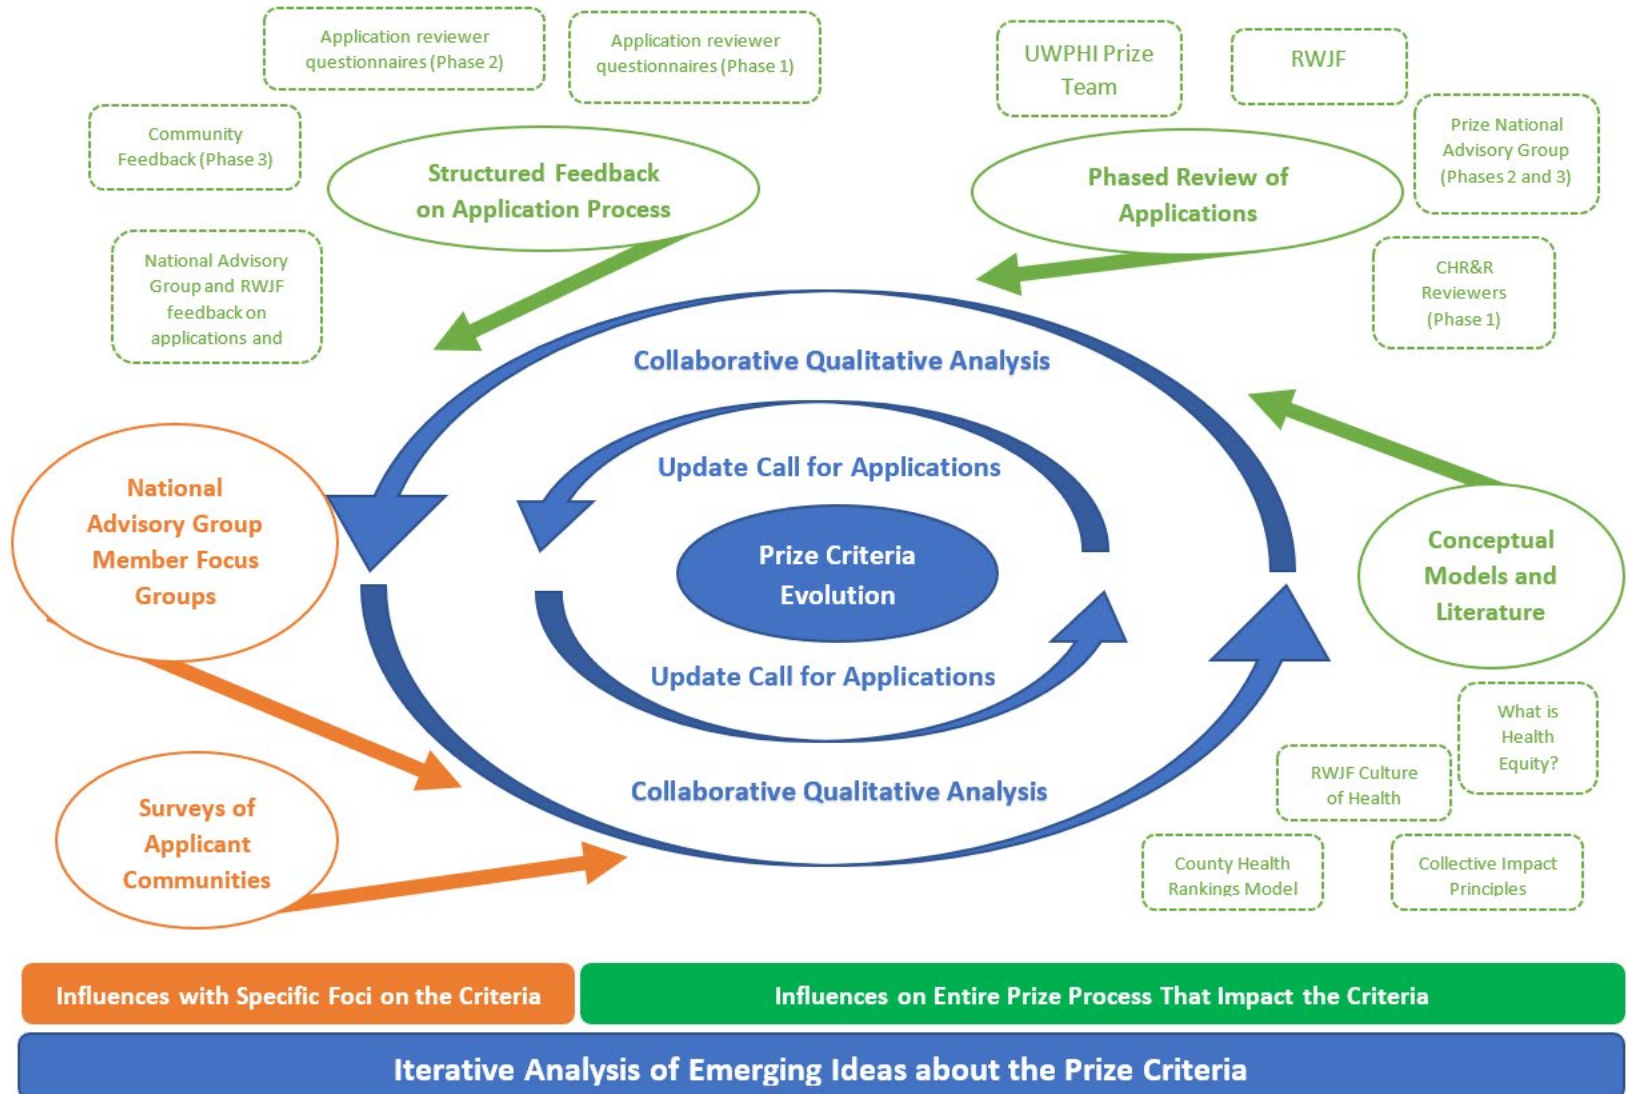 Application reviewer
questionnaires (Phase 2)
Application reviewer
questionnaires (Phase 1)
UWPHI Prize
Team
RWJF
Community
Feedback (Phase 3)
Prize National
Advisory Group
(Phases 2 and 3)
Structured Feedback
on Application Process
Phased Review of
Applications
National Advisory
Group and RWJF
feedback on
applications and
CHR&R
Reviewers
(Phase 1)
Collaborative Qualitative Analysis
Update Call for Applications
National
Advisory Group
Member Focus
Groups
Prize Criteria
Evolution
Conceptual
Models and
Literature
Update Call for Applications
Collaborative Qualitative Analysis
What is
Health
Equity?
RWJF Culture
of Health
Surveys of
Applicant
Communities
County Health
Rankings Model
Collective Impact
Principles
Influences with Specific Foci on the Criteria
Influences on Entire Prize Process That Impact the Criteria
Iterative Analysis of Emerging Ideas about the Prize Criteria